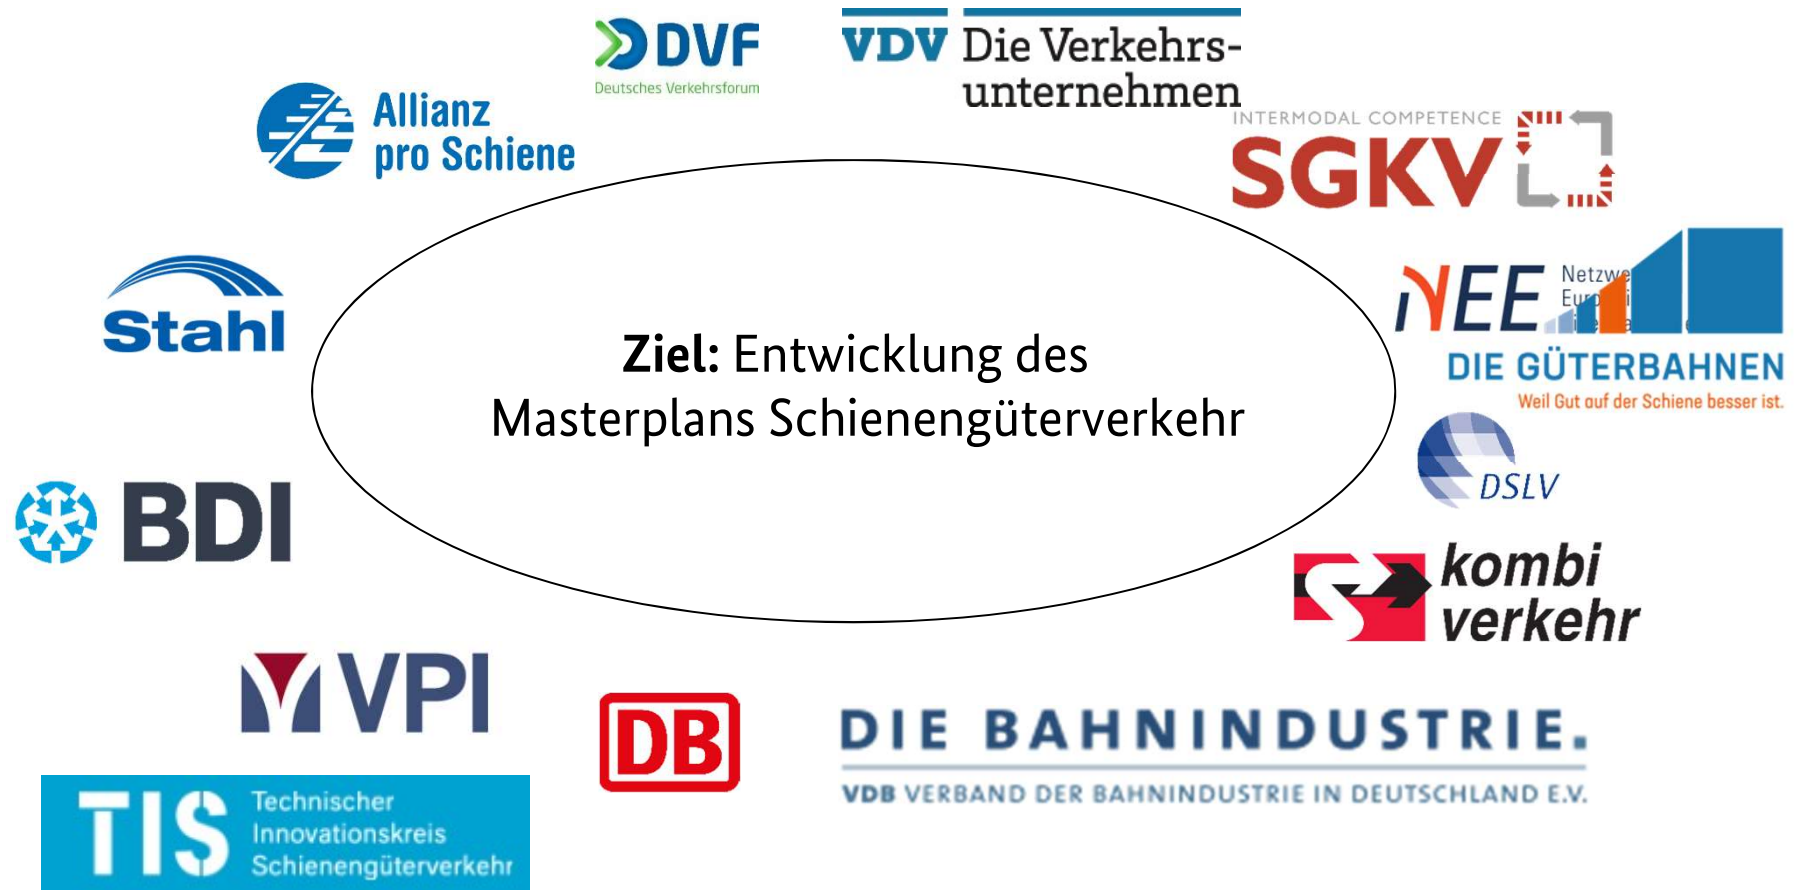 DVF
Deutsches Verkehrsforum
VDV Die Verkehrs-
unternehmen
Allianz
pro Schiene
INTERMODAL COMPETENCE
SGKV
Stahl
NEE
DIE GÜTERBAHNEN
Weil Gut auf der Schiene besser ist.
Ziel: Entwicklung des
Masterplans Schienengüterverkehr
DSLV
BDI
kombi
verkehr
VPI
DB
DIE BAHNINDUSTRIE.
VDB VERBAND DER BAHNINDUSTRIE IN DEUTSCHLAND E.V.
TIS
Technischer
Innovationskreis
Schienengüterverkehr